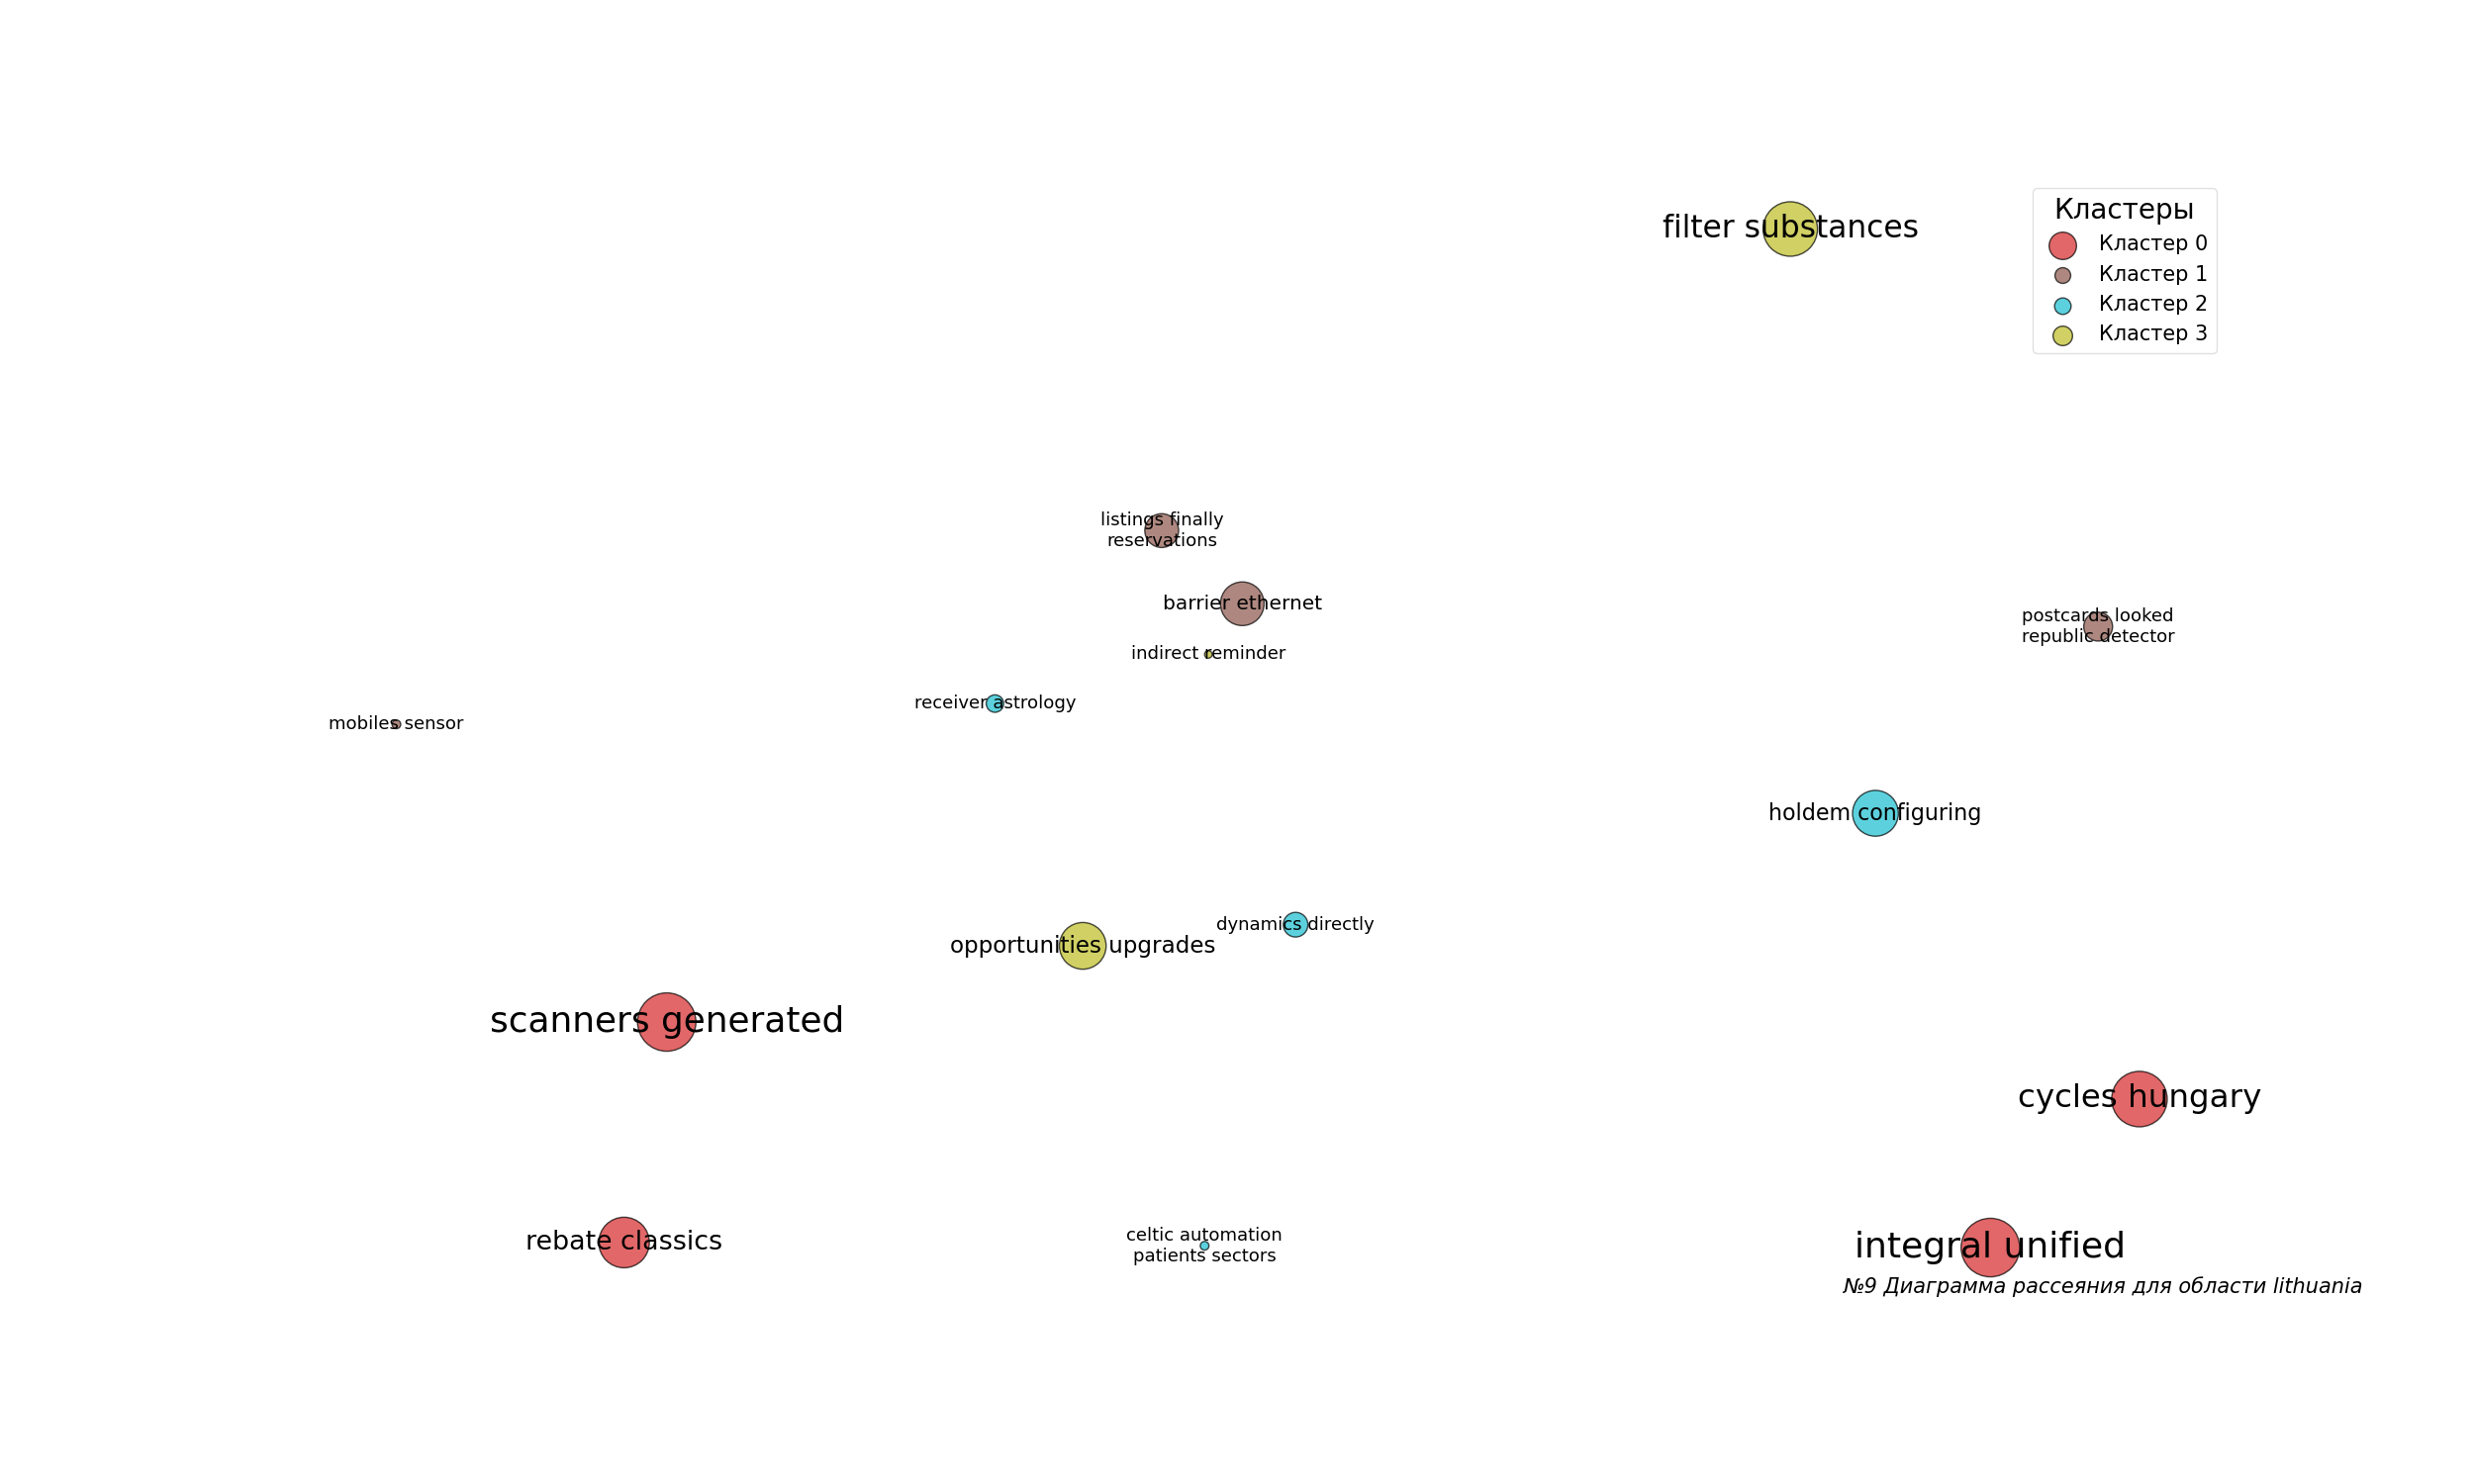 filter substances
Кластеры
Кластер 0
Кластер 1
Кластер 2
Кластер 3
listings finally
reservations
barrier ethernet
postcards looked
republic detector
indirect reminder
receiver astrology
mobiles sensor
holdem configuring
dynamics directly
opportunities upgrades
scanners generated
cycles hungary
rebate classics
celtic automation
patients sectors
integral unified
№9 Диаграмма рассеяния для области lithuania